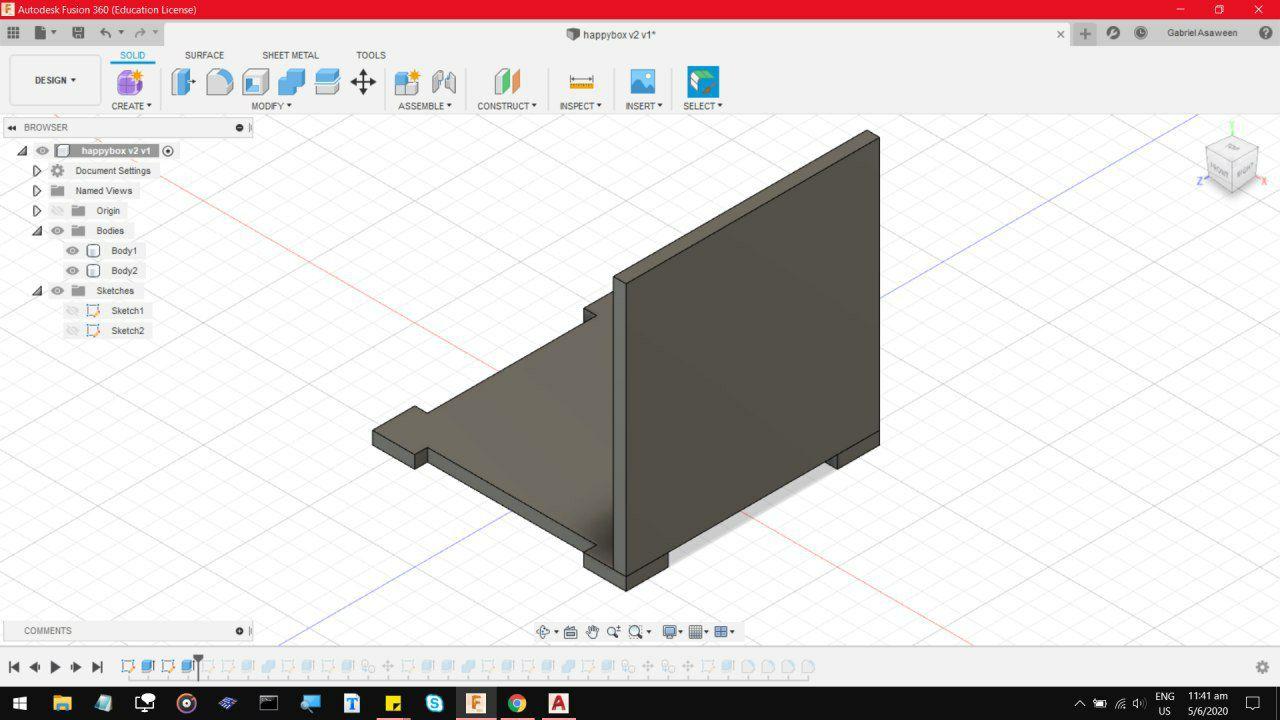 Autodesk Fusion 360 (Education License)
happybox v2 v1*
Gabriel Asaween
SOLID SURFACE SHEET METAL TOOLS
DESIGN
CREATE MODIFY ASSEMBLE CONSTRUCT INSPECT INSERT SELECT
BROWSER
happybox v2 v1
Document Settings
Named Views
Origin
Bodies
Body1
Body2
Sketches
Sketch1
Sketch2
Y
TOP
FRONT RIGHT
Z X
COMMENTS
ENG 11:41 am
US 5/6/2020